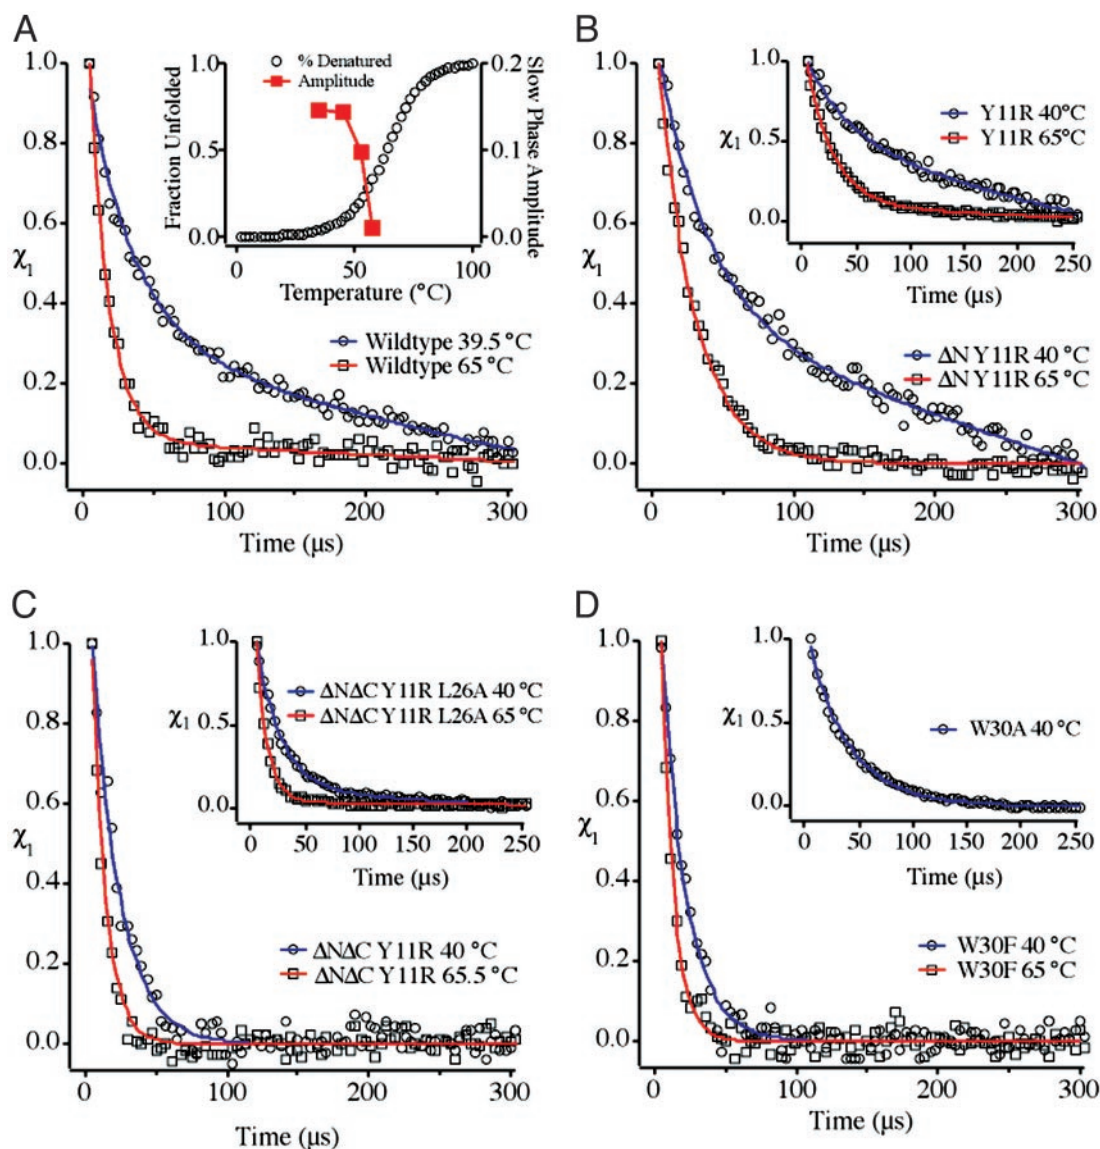 A
1.0
0.8
0.6
χ1
0.4
0.2
0.0
0
100
200
300
Time (μs)
Fraction Unfolded
1.0
0.5
0.0
% Denatured
Amplitude
0.2
0.1
0.0
Slow Phase Amplitude
0
50
100
Temperature (°C)
Wildtype 39.5 °C
Wildtype 65 °C
B
1.0
0.8
0.6
χ1
0.4
0.2
0.0
0
100
200
300
Time (μs)
1.0
χ1 0.5
0.0
0 50 100 150 200 250
Time (μs)
Y11R 40°C
Y11R 65°C
ΔN Y11R 40 °C
ΔN Y11R 65 °C
C
1.0
0.8
0.6
χ1
0.4
0.2
0.0
0
100
200
300
Time (μs)
1.0
χ1 0.5
0.0
0 50 100 150 200 250
Time (μs)
ΔNΔC Y11R L26A 40 °C
ΔNΔC Y11R L26A 65 °C
ΔNΔC Y11R 40 °C
ΔNΔC Y11R 65.5 °C
D
1.0
0.8
0.6
χ1
0.4
0.2
0.0
0
100
200
300
Time (μs)
1.0
χ1 0.5
0.0
0 50 100 150 200 250
Time (μs)
W30A 40 °C
W30F 40 °C
W30F 65 °C